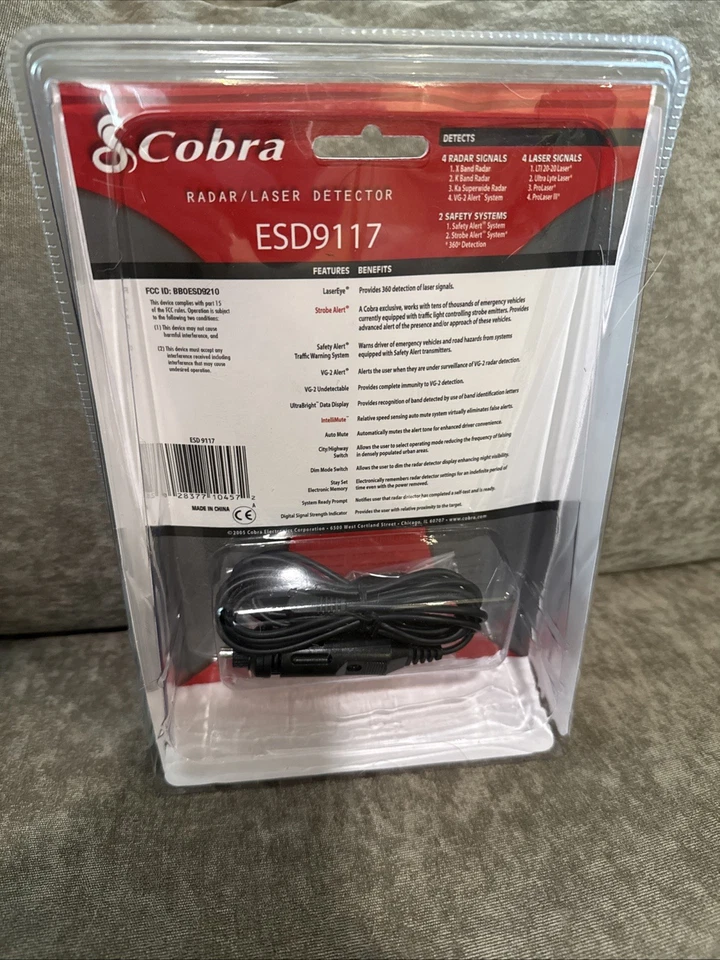 Cobra
RADAR/LASER DETECTOR
ESD9117
DETECTS
4 RADAR SIGNALS
1. X Band Radar
2. K Band Radar
3. Ka Superwide Radar
4. VG-2 Alert™ System
4 LASER SIGNALS
1. LTI 20-20 Laser†
2. Ultra Lyte Laser†
3. ProLaser†
4. ProLaser III†
2 SAFETY SYSTEMS
1. Safety Alert™ System
2. Strobe Alert™ System†
† 360º Detection
FEATURES BENEFITS
FCC ID: BBOESD9210
This device complies with part 15
of the FCC rules. Operation is subject
to the following two conditions:
(1) This device may not cause
harmful interference, and
(2) This device must accept any
interference received including
interference that may cause
undesired operation.
LaserEye® Provides 360 detection of laser signals.
Strobe Alert® A Cobra exclusive, works with tens of thousands of emergency vehicles
currently equipped with traffic light controlling strobe emitters. Provides
advanced alert of the presence and/or approach of these vehicles.
Safety Alert® Warns driver of emergency vehicles and road hazards from systems
Traffic Warning System equipped with Safety Alert transmitters.
VG-2 Alert® Alerts the user when they are under surveillance of VG-2 radar detection.
VG-2 Undetectable Provides complete immunity to VG-2 detection.
UltraBright™ Data Display Provides recognition of band detected by use of band identification letters
IntelliMute™ Relative speed sensing auto mute system virtually eliminates false alerts.
Auto Mute Automatically mutes the alert tone for enhanced driver convenience.
City/Highway Allows the user to select operating mode reducing the frequency of falsing
Switch in densely populated urban areas.
Dim Mode Switch Allows the user to dim the radar detector display enhancing night visibility.
Stay Set Electronically remembers radar detector settings for an indefinite period of
Electronic Memory time even with the power removed.
System Ready Prompt Notifies user that radar detector has completed a self-test and is ready.
Digital Signal Strength Indicator Provides the user with relative proximity to the target.
ESD 9117
28377 10457 2
A
MADE IN CHINA CE
©2005 Cobra Electronics Corporation • 6500 West Cortland Street • Chicago, IL 60707 • www.cobra.com